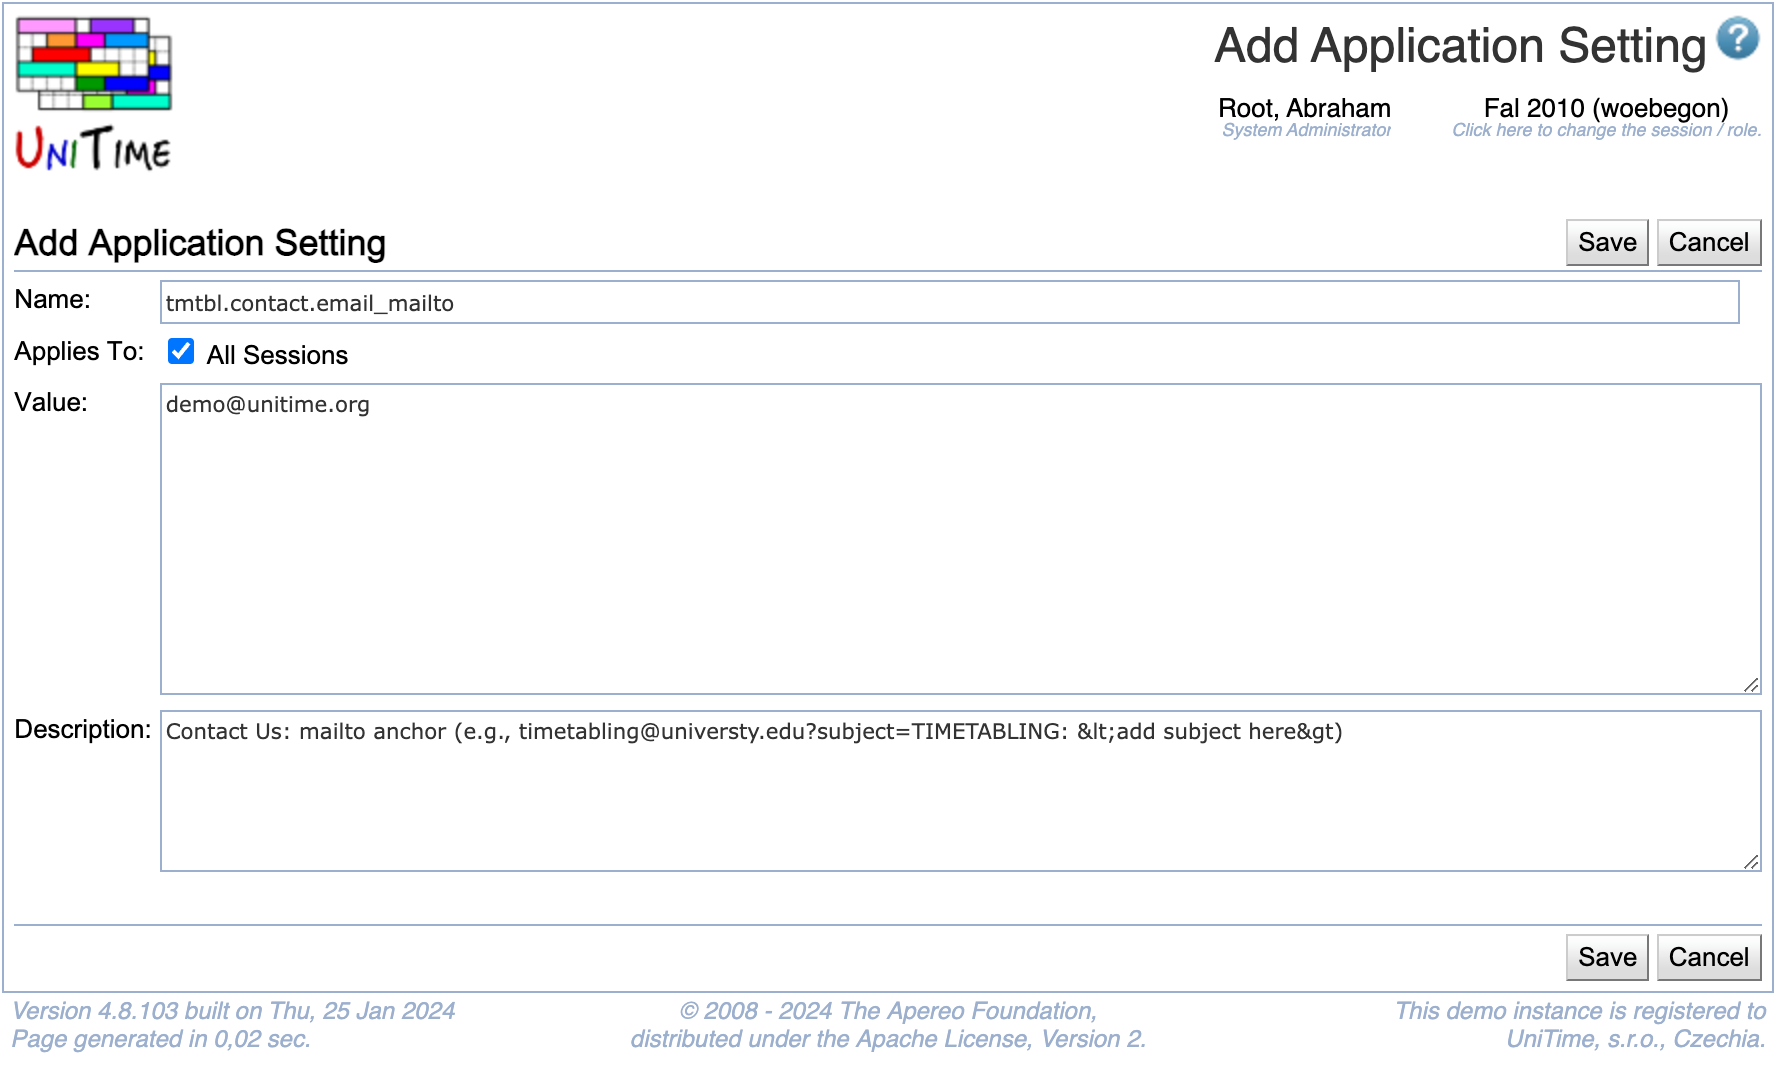 UniTime
Add Application Setting ?
Root, Abraham Fal 2010 (woebegon)
System Administrator Click here to change the session / role.
Add Application Setting Save Cancel
Name: tmtbl.contact.email_mailto
Applies To: All Sessions
Value: demo@unitime.org
Description: Contact Us: mailto anchor (e.g., timetabling@universty.edu?subject=TIMETABLING: &lt;add subject here&gt)
Save Cancel
Version 4.8.103 built on Thu, 25 Jan 2024 © 2008 - 2024 The Apereo Foundation, This demo instance is registered to
Page generated in 0,02 sec. distributed under the Apache License, Version 2. UniTime, s.r.o., Czechia.